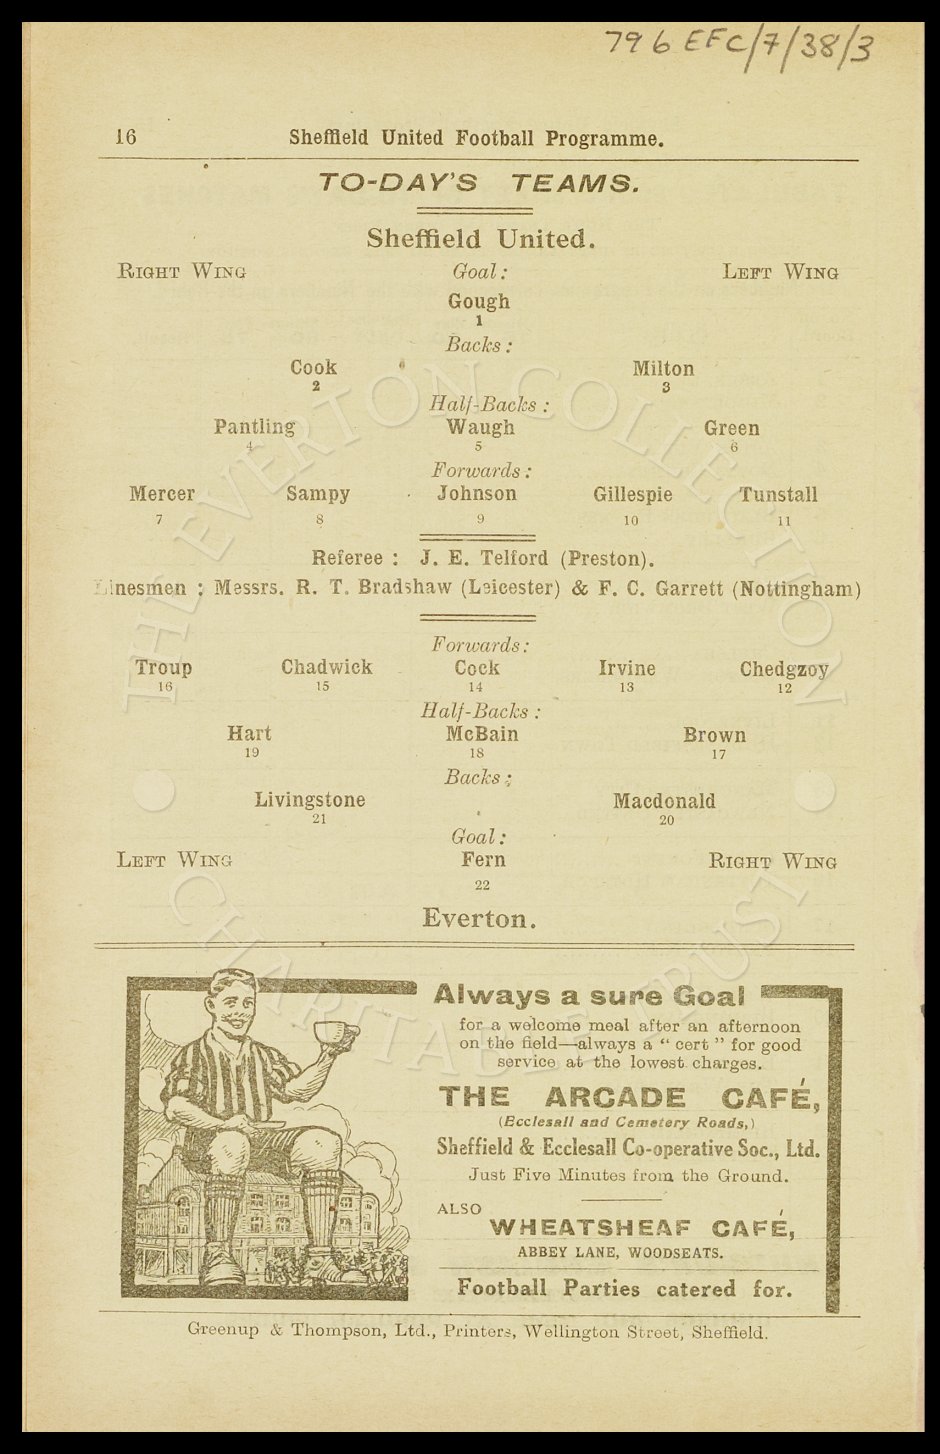 796 EFC/7/38/3
16 Sheffield United Football Programme.
TO-DAY'S TEAMS.
Sheffield United.
RIGHT WING Goal: LEFT WING
Gough
1
Backs:
Cook Milton
2 3
Half-Backs:
Pantling Waugh Green
4 5 6
Forwards:
Mercer Sampy Johnson Gillespie Tunstall
7 8 9 10 11
Referee : J. E. Telford (Preston).
Linesmen : Messrs. R. T. Bradshaw (Leicester) & F. C. Garrett (Nottingham)
Forwards:
Troup Chadwick Cock Irvine Chedgzoy
16 15 14 13 12
Half-Backs:
Hart McBain Brown
19 18 17
Backs:
Livingstone Macdonald
21 20
Goal:
LEFT WING Fern RIGHT WING
22
Everton.
Always a sure Goal
for a welcome meal after an afternoon
on the field—always a “ cert ” for good
service at the lowest charges.
THE ARCADE CAFÉ,
(Ecclesall and Cemetery Roads,)
Sheffield & Ecclesall Co-operative Soc., Ltd.
Just Five Minutes from the Ground.
ALSO
WHEATSHEAF CAFÉ,
ABBEY LANE, WOODSEATS.
Football Parties catered for.
Greenup & Thompson, Ltd., Printers, Wellington Street, Sheffield.
THE EVERTON COLLECTION
CHARITABLE TRUST